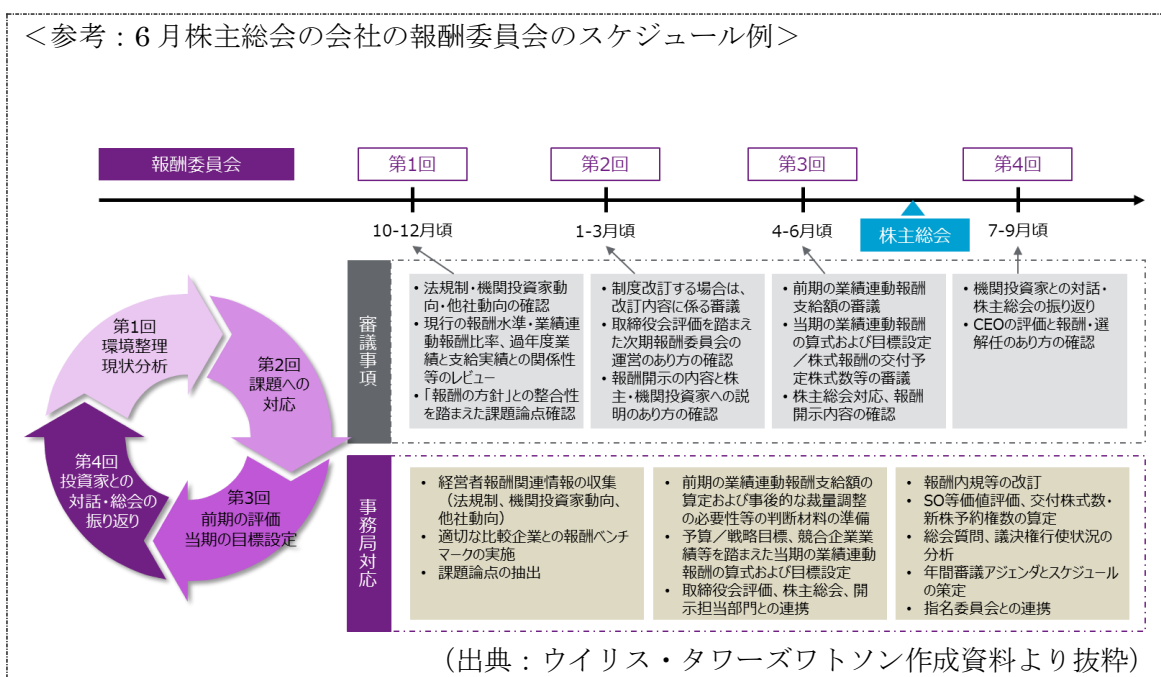 <参考：6月株主総会の会社の報酬委員会のスケジュール例>
報酬委員会
第1回
第2回
第3回
第4回
10-12月頃
1-3月頃
4-6月頃
株主総会
7-9月頃
第1回
環境整理
現状分析
第2回
課題への
対応
第3回
前期の評価
当期の目標設定
第4回
投資家との
対話・総会の
振り返り
審議事項
• 法規制・機関投資家動
向・他社動向の確認
• 現行の報酬水準・業績連
動報酬比率、過年度業
績と支給実績との関係性
等のレビュー
• 「報酬の方針」との整合性
を踏まえた課題論点確認
• 制度改訂する場合は、
改訂内容に係る審議
• 取締役会評価を踏まえ
た次期報酬委員会の
運営のあり方の確認
• 報酬開示の内容と株
主・機関投資家への説
明のあり方の確認
• 前期の業績連動報酬
支給額の審議
• 当期の業績連動報酬
の算式および目標設定
／株式報酬の交付予
定株式数等の審議
• 株主総会対応、報酬
開示内容の確認
• 機関投資家との対話・
株主総会の振り返り
• CEOの評価と報酬・選
解任のあり方の確認
事務局対応
• 経営者報酬関連情報の収集
（法規制、機関投資家動向、
他社動向）
• 適切な比較企業との報酬ベンチ
マークの実施
• 課題論点の抽出
• 前期の業績連動報酬支給額の
算定および事後的な裁量調整
の必要性等の判断材料の準備
• 予算／戦略目標、競合企業業
績等を踏まえた当期の業績連動
報酬の算式および目標設定
• 取締役会評価、株主総会、開
示担当部門との連携
• 報酬内規等の改訂
• SO等価値評価、交付株式数・
新株予約権数の算定
• 総会質問、議決権行使状況の
分析
• 年間審議アジェンダとスケジュール
の策定
• 指名委員会との連携
（出典：ウイリス・タワーズワトソン作成資料より抜粋）